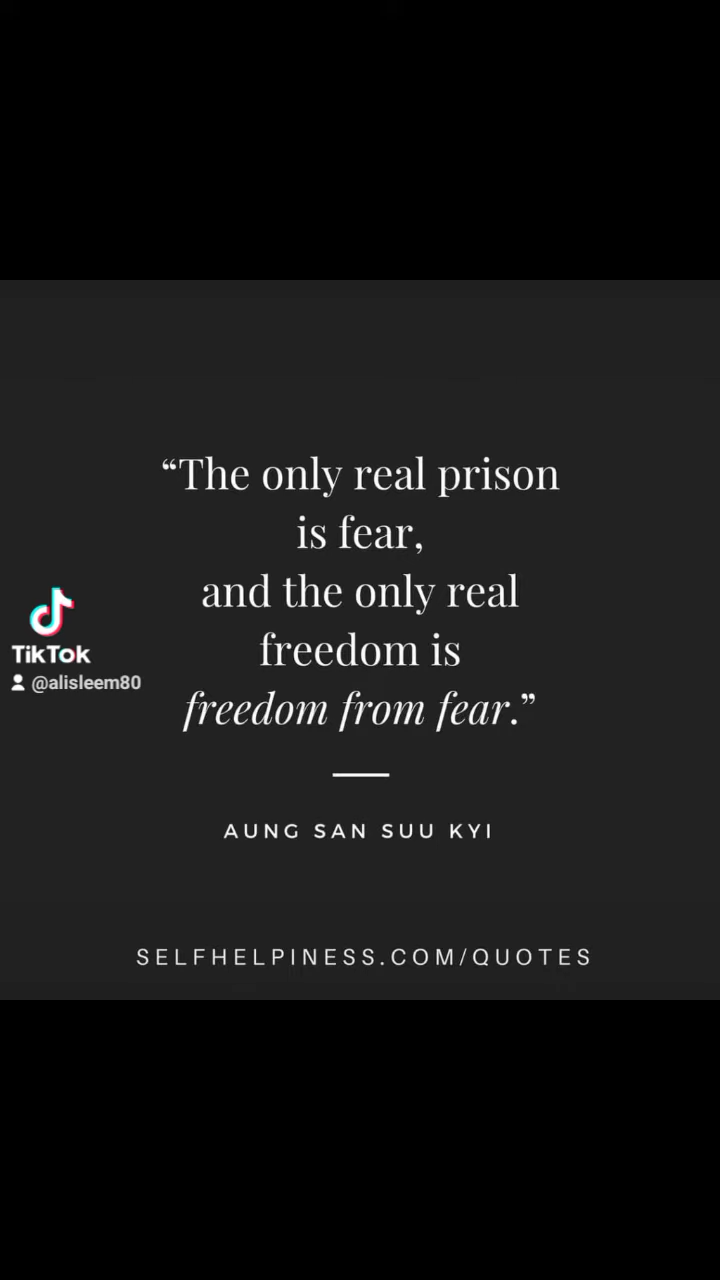 “The only real prison
is fear,
and the only real
freedom is
freedom from fear.”
TikTok
@alisleem80
AUNG SAN SUU KYI
SELFHELPINESS.COM/QUOTES